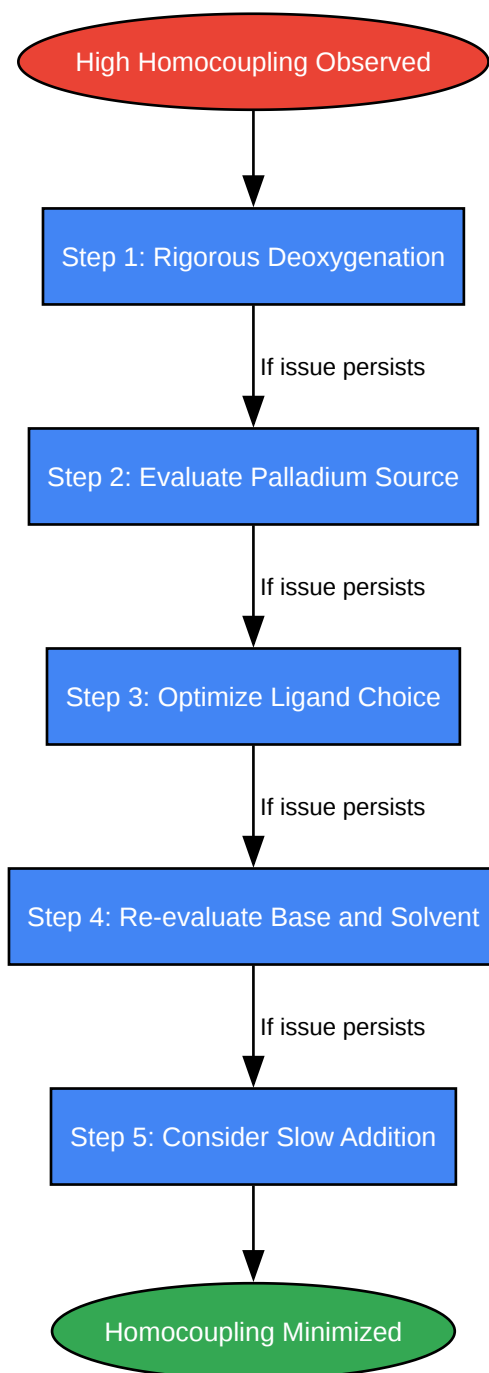 High Homocoupling Observed
Step 1: Rigorous Deoxygenation
If issue persists
Step 2: Evaluate Palladium Source
If issue persists
Step 3: Optimize Ligand Choice
If issue persists
Step 4: Re-evaluate Base and Solvent
If issue persists
Step 5: Consider Slow Addition
Homocoupling Minimized